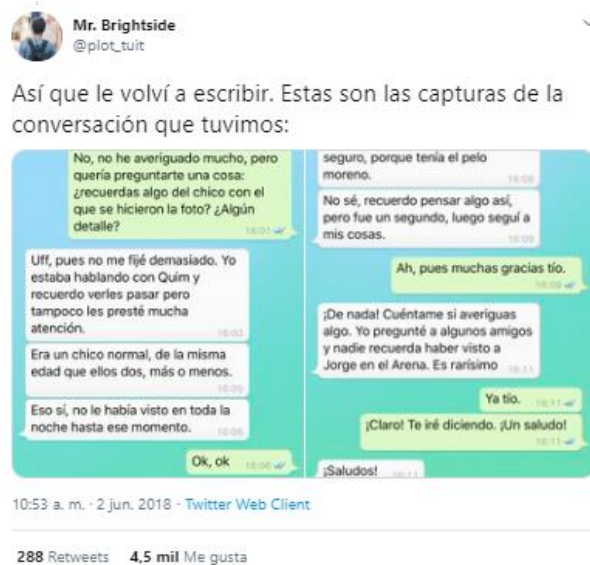 Mr. Brightside
@plot_tuit
Así que le volví a escribir. Estas son las capturas de la
conversación que tuvimos:
No, no he averiguado mucho, pero
quería preguntarte una cosa:
¿recuerdas algo del chico con el
que se hicieron la foto? ¿Algún
detalle?
18:01
Uff, pues no me fijé demasiado. Yo
estaba hablando con Quim y
recuerdo verles pasar pero
tampoco les presté mucha
atención.
Era un chico normal, de la misma
edad que ellos dos, más o menos.
Eso sí, no le había visto en toda la
noche hasta ese momento.
Ok, ok
seguro, porque tenía el pelo
moreno.
No sé, recuerdo pensar algo así,
pero fue un segundo, luego seguí a
mis cosas.
Ah, pues muchas gracias tío.
¡De nada! Cuéntame si averiguas
algo. Yo pregunté a algunos amigos
y nadie recuerda haber visto a
Jorge en el Arena. Es rarísimo
Ya tío.
¡Claro! Te iré diciendo. ¡Un saludo!
¡Saludos!
10:53 a. m. · 2 jun. 2018 · Twitter Web Client
288 Retweets 4,5 mil Me gusta